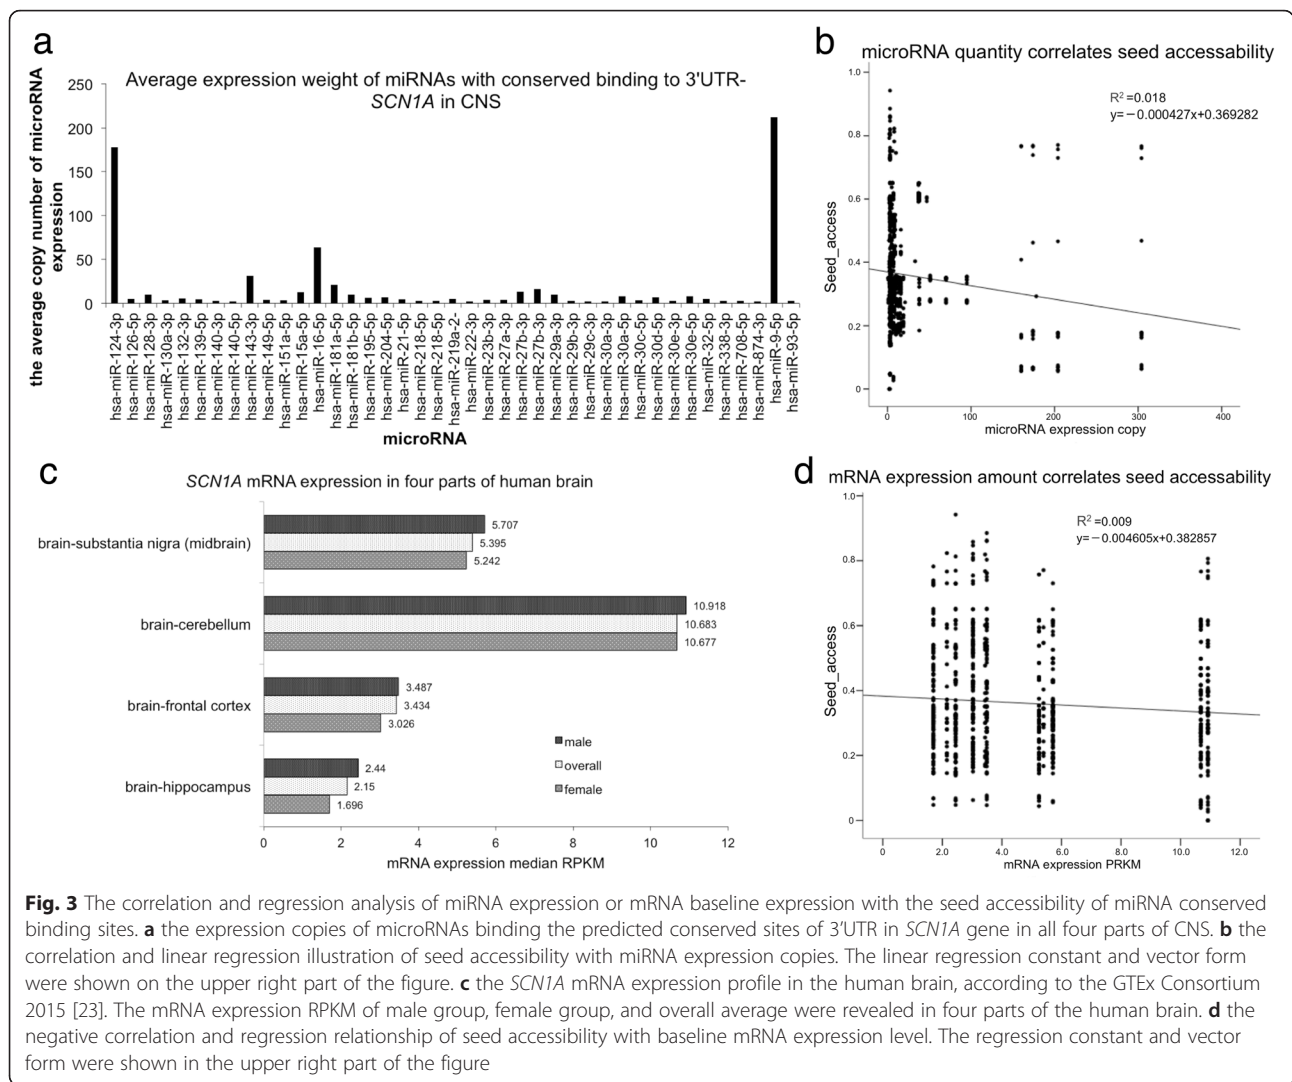 a
Average expression weight of miRNAs with conserved binding to 3'UTR-
SCN1A in CNS
the average copy number of microRNA
expression
250
200
150
100
50
0
hsa-miR-124-3p
hsa-miR-126-5p
hsa-miR-128-3p
hsa-miR-130a-3p
hsa-miR-132-3p
hsa-miR-139-5p
hsa-miR-140-3p
hsa-miR-140-5p
hsa-miR-143-3p
hsa-miR-149-5p
hsa-miR-151a-5p
hsa-miR-15a-5p
hsa-miR-16-5p
hsa-miR-181a-5p
hsa-miR-181b-5p
hsa-miR-195-5p
hsa-miR-204-5p
hsa-miR-21-5p
hsa-miR-218-5p
hsa-miR-218-5p
hsa-miR-219a-2-
hsa-miR-22-3p
hsa-miR-23b-3p
hsa-miR-27a-3p
hsa-miR-27b-3p
hsa-miR-27b-3p
hsa-miR-29a-3p
hsa-miR-29b-3p
hsa-miR-29c-3p
hsa-miR-30a-3p
hsa-miR-30a-5p
hsa-miR-30c-5p
hsa-miR-30d-5p
hsa-miR-30e-3p
hsa-miR-30e-5p
hsa-miR-32-5p
hsa-miR-338-3p
hsa-miR-708-5p
hsa-miR-874-3p
hsa-miR-9-5p
hsa-miR-93-5p
microRNA
b
microRNA quantity correlates seed accessability
R² =0.018
y=−0.000427x+0.369282
Seed_access
1.0
0.8
0.6
0.4
0.2
0
0 100 200 300 400
microRNA expression copy
c
SCN1A mRNA expression in four parts of human brain
brain-substantia nigra (midbrain)
5.707
5.395
5.242
brain-cerebellum
10.918
10.683
10.677
brain-frontal cortex
3.487
3.434
3.026
brain-hippocampus
2.44
2.15
1.696
male
overall
female
0 2 4 6 8 10 12
mRNA expression median RPKM
d
mRNA expression amount correlates seed accessability
R² =0.009
y=−0.004605x+0.382857
Seed_access
1.0
0.8
0.6
0.4
0.2
0
0 2.0 4.0 6.0 8.0 10.0 12.0
mRNA expression PRKM
Fig. 3 The correlation and regression analysis of miRNA expression or mRNA baseline expression with the seed accessibility of miRNA conserved
binding sites. a the expression copies of microRNAs binding the predicted conserved sites of 3'UTR in SCN1A gene in all four parts of CNS. b the
correlation and linear regression illustration of seed accessibility with miRNA expression copies. The linear regression constant and vector form
were shown on the upper right part of the figure. c the SCN1A mRNA expression profile in the human brain, according to the GTEx Consortium
2015 [23]. The mRNA expression RPKM of male group, female group, and overall average were revealed in four parts of the human brain. d the
negative correlation and regression relationship of seed accessibility with baseline mRNA expression level. The regression constant and vector
form were shown in the upper right part of the figure